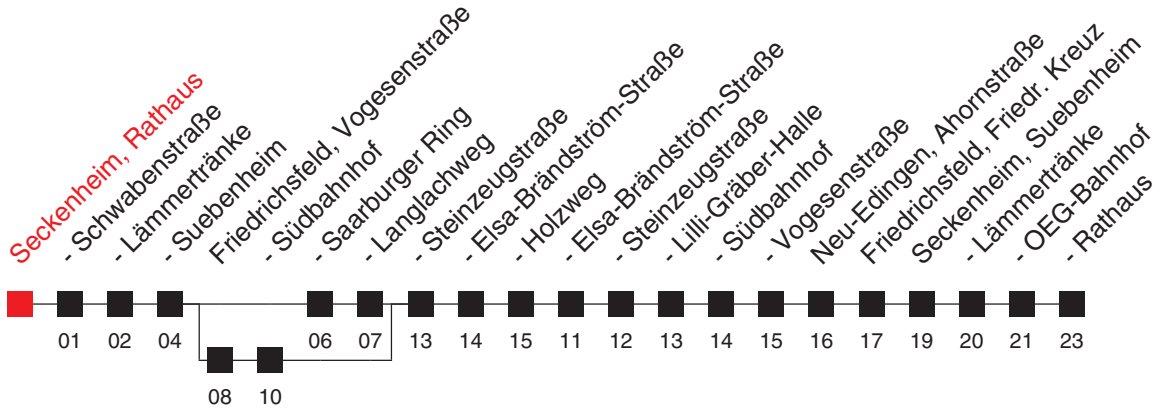 Seckenheim, Rathaus
- Schwabenstraße
- Lämmertränke
- Suebenheim
Friedrichsfeld, Vogesenstraße
- Südbahnhof
- Saarburger Ring
- Langlachweg
- Steinzeugstraße
- Elsa-Brändström-Straße
- Holzweg
- Elsa-Brändström-Straße
- Steinzeugstraße
- Lilli-Gräber-Halle
- Südbahnhof
- Vogesenstraße
Neu-Edingen, Ahornstraße
Friedrichsfeld, Friedr. Kreuz
Seckenheim, Suebenheim
- Lämmertränke
- OEG-Bahnhof
- Rathaus
01 02 04 06 07 13 14 15 11 12 13 14 15 16 17 19 20 21 23
08 10